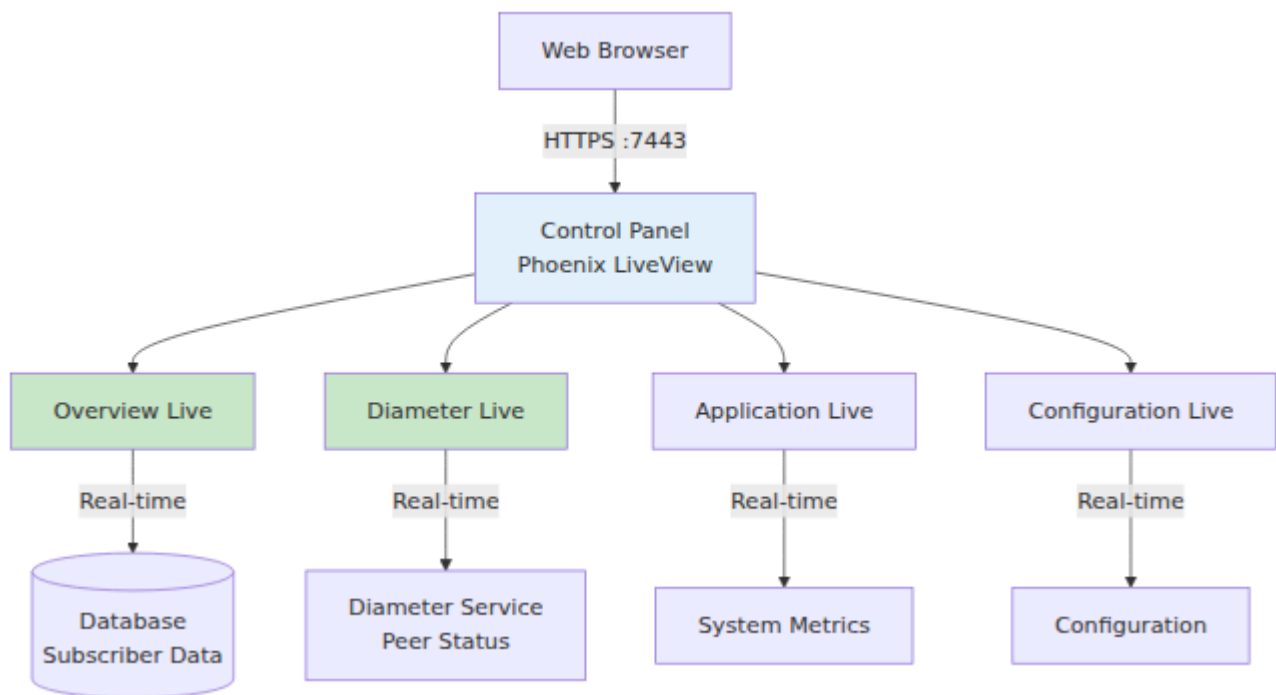 Web Browser
HTTPS :7443
Control Panel
Phoenix LiveView
Overview Live
Diameter Live
Application Live
Configuration Live
Real-time
Real-time
Real-time
Real-time
Database
Subscriber Data
Diameter Service
Peer Status
System Metrics
Configuration